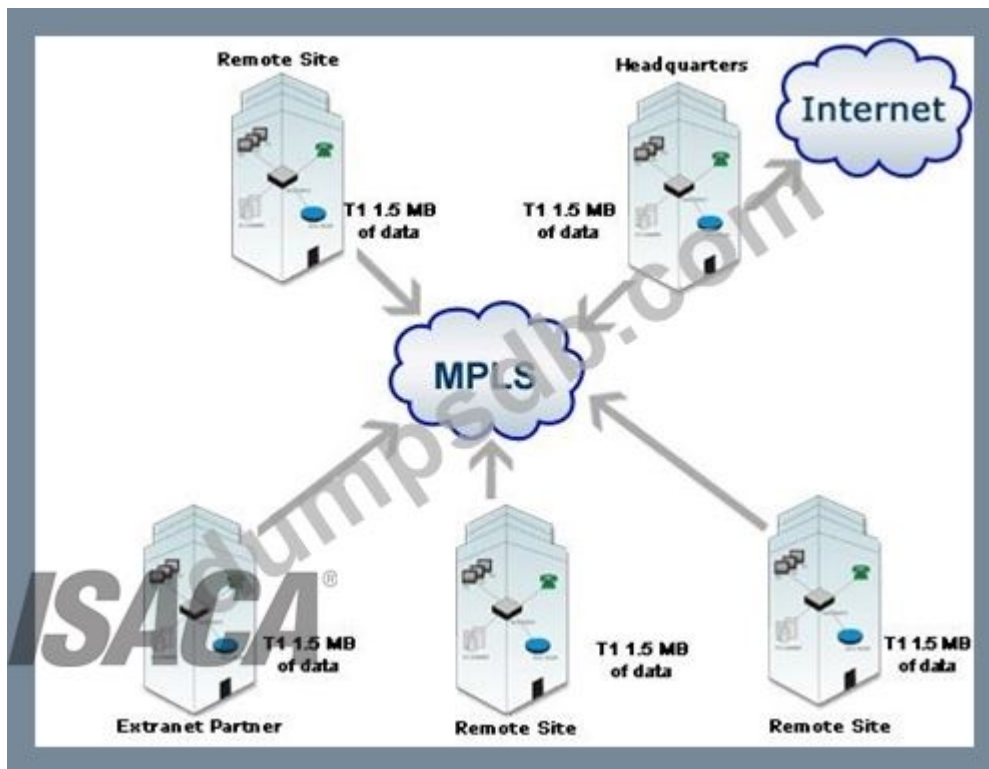 Remote Site
Headquarters
Internet
T1 1.5 MB
of data
T1 1.5 MB
of data
MPLS
dumpsdb.com
ISACA®
T1 1.5 MB
of data
T1 1.5 MB
of data
T1 1.5 MB
of data
Extranet Partner
Remote Site
Remote Site